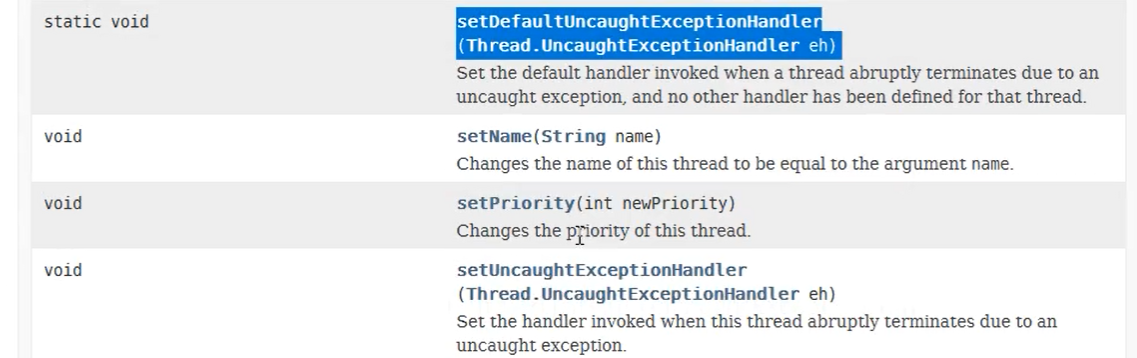 static void setDefaultUncaughtExceptionHandler
(Thread.UncaughtExceptionHandler eh)
Set the default handler invoked when a thread abruptly terminates due to an
uncaught exception, and no other handler has been defined for that thread.
void setName(String name)
Changes the name of this thread to be equal to the argument name.
void setPriority(int newPriority)
Changes the priority of this thread.
void setUncaughtExceptionHandler
(Thread.UncaughtExceptionHandler eh)
Set the handler invoked when this thread abruptly terminates due to an
uncaught exception.